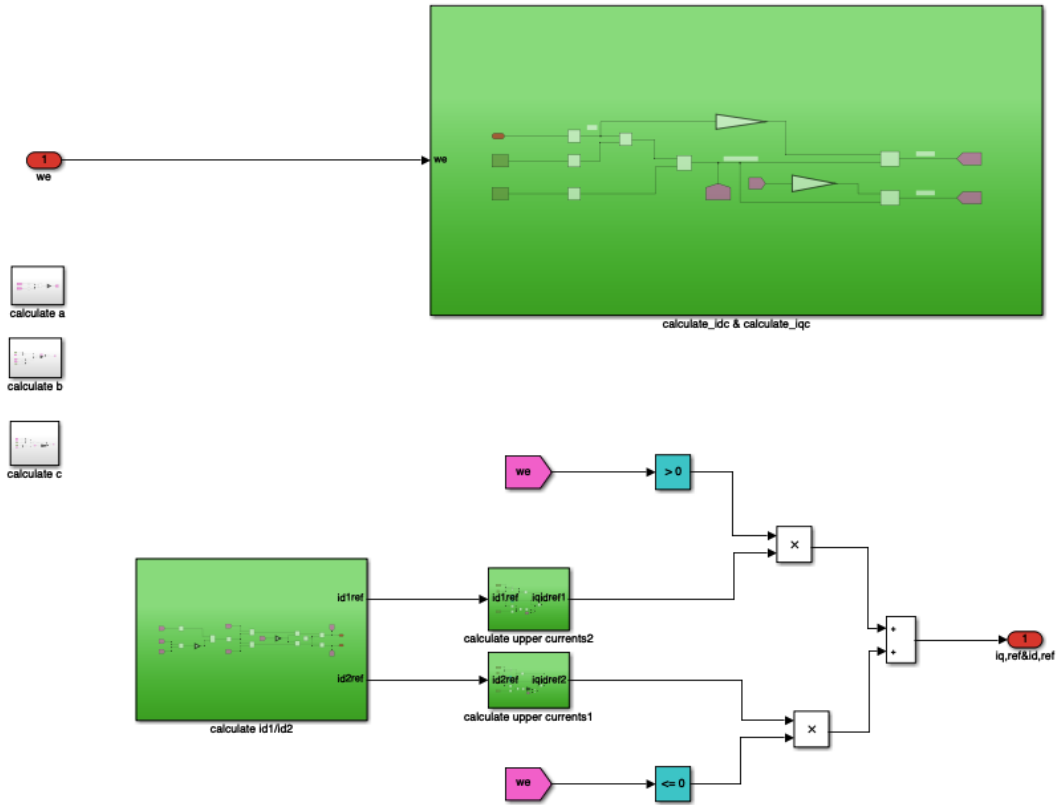 1
we
we
calculate_idc & calculate_iqc
calculate a
calculate b
calculate c
we
> 0
×
id1ref
id1ref
iqidref1
calculate upper currents2
+
+
1
iq,ref&id,ref
id2ref
id2ref
iqidref2
calculate upper currents1
calculate id1/id2
×
we
<= 0